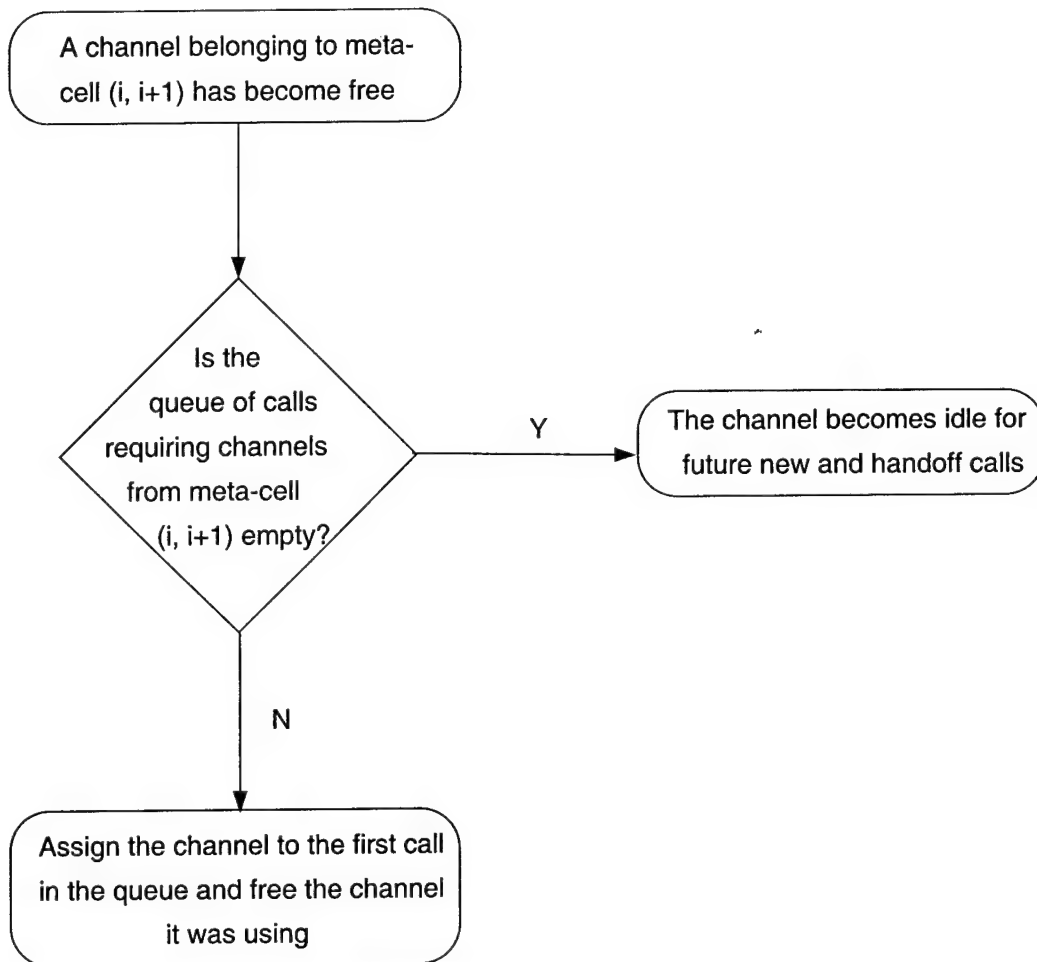 A channel belonging to meta-
cell (i, i+1) has become free
Is the
queue of calls
requiring channels
from meta-cell
(i, i+1) empty?
Y
The channel becomes idle for
future new and handoff calls
N
Assign the channel to the first call
in the queue and free the channel
it was using